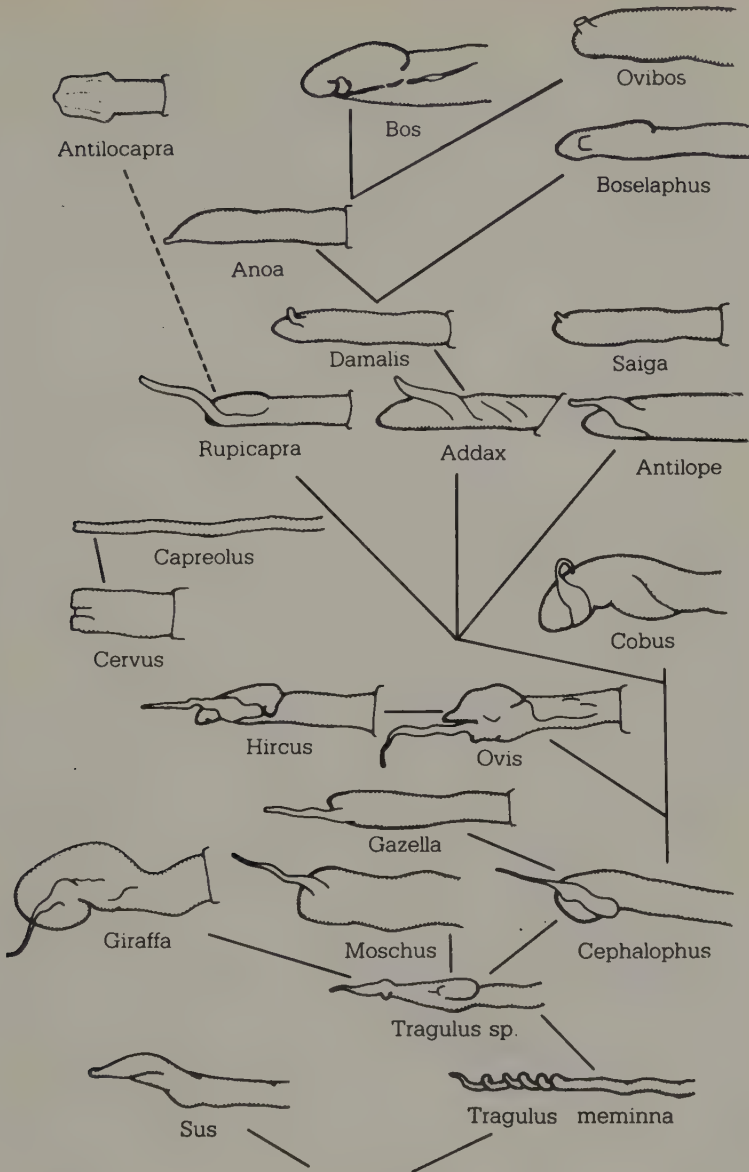 Ovibos
Bos
Antilocapra
Boselaphus
Anoa
Damalis
Saiga
Rupicapra
Addax
Antilope
Capreolus
Cobus
Cervus
Hircus
Ovis
Gazella
Giraffa
Moschus
Cephalophus
Tragulus sp.
Sus
Tragulus meminna